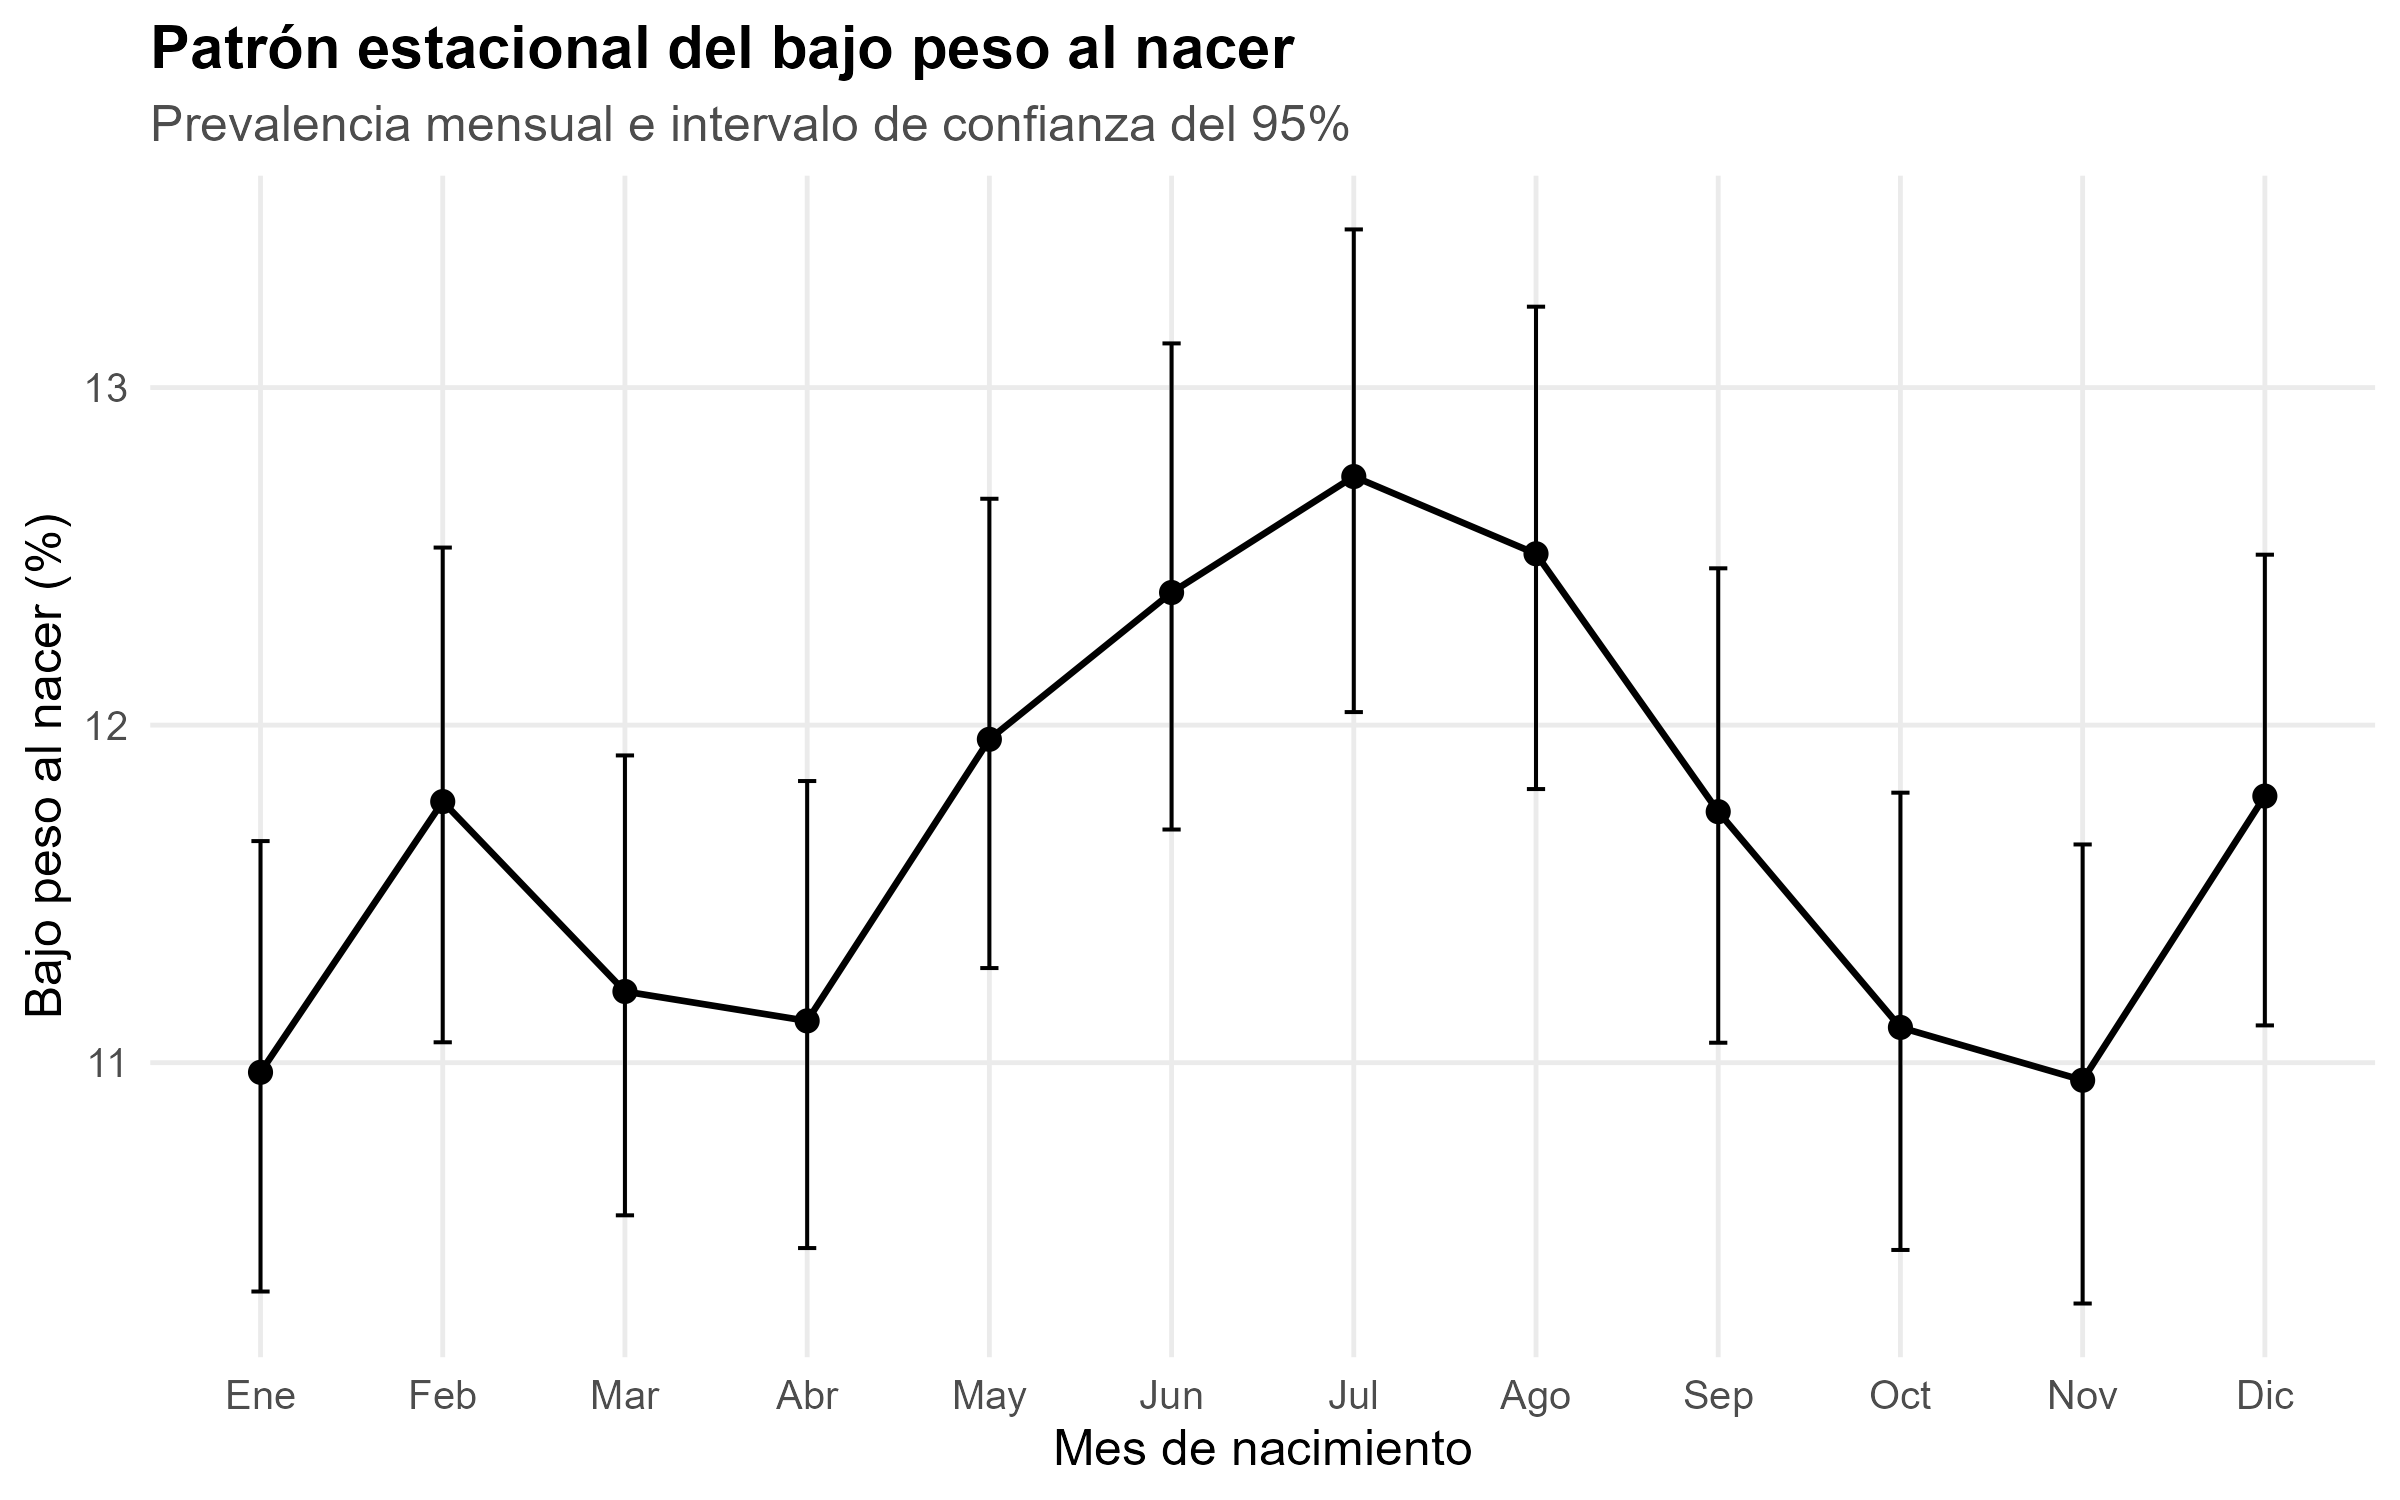 Patrón estacional del bajo peso al nacer
Prevalencia mensual e intervalo de confianza del 95%
Bajo peso al nacer (%)
13
12
11
Ene Feb Mar Abr May Jun Jul Ago Sep Oct Nov Dic
Mes de nacimiento